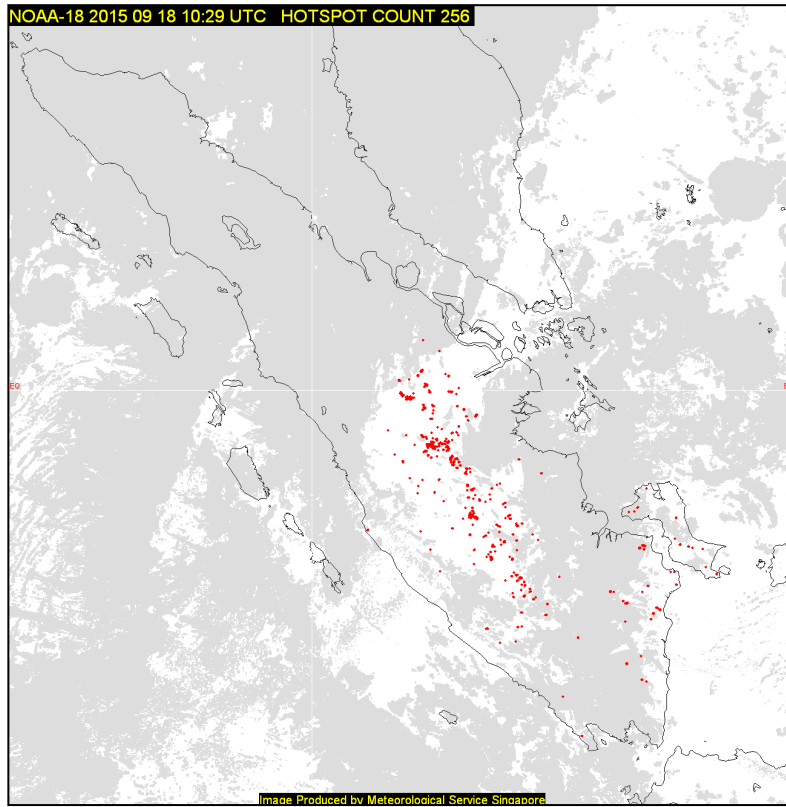 NOAA-18 2015 09 18 10:29 UTC   HOTSPOT COUNT 256
EQ
E
Image Produced by Meteorological Service Singapore